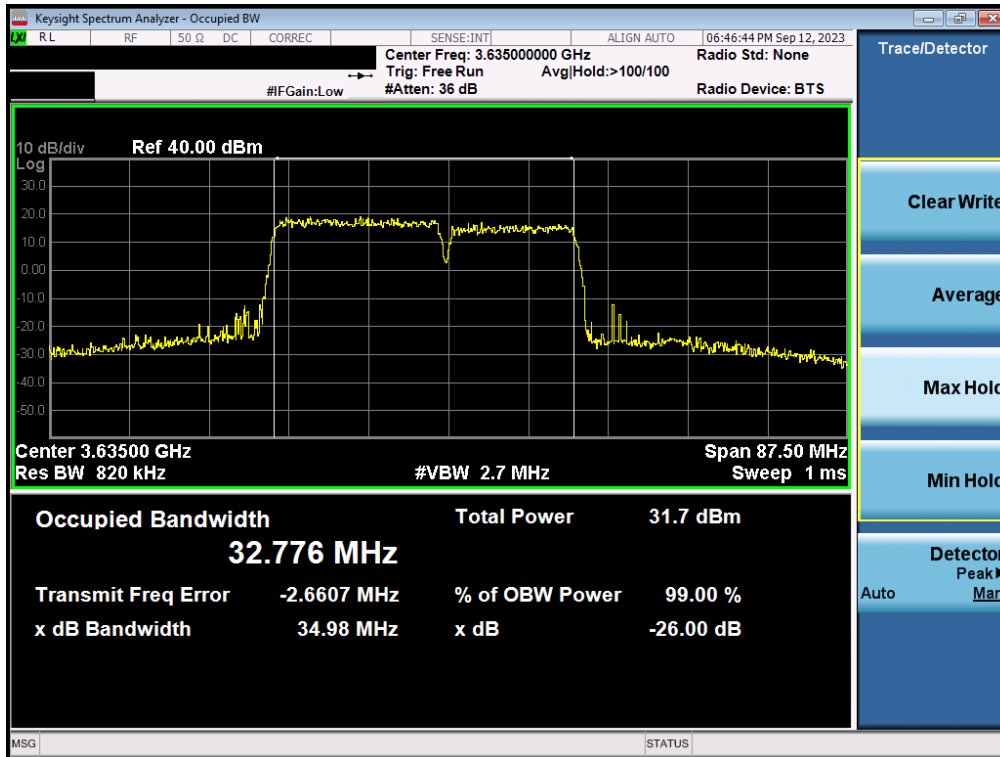 Keysight Spectrum Analyzer - Occupied BW
LXI RL RF 50 Ω DC CORREC SENSE:INT ALIGN AUTO 06:46:44 PM Sep 12, 2023
Center Freq: 3.635000000 GHz Radio Std: None
Trig: Free Run Avg|Hold:>100/100
#IFGain:Low #Atten: 36 dB Radio Device: BTS
Trace/Detector
10 dB/div Ref 40.00 dBm
Log
30.0
20.0
10.0
0.00
-10.0
-20.0
-30.0
-40.0
-50.0
Center 3.63500 GHz Span 87.50 MHz
Res BW 820 kHz #VBW 2.7 MHz Sweep 1 ms
Occupied Bandwidth Total Power 31.7 dBm
32.776 MHz
Transmit Freq Error -2.6607 MHz % of OBW Power 99.00 %
x dB Bandwidth 34.98 MHz x dB -26.00 dB
Clear Write
Average
Max Hold
Min Hold
Detector
Peak
Auto Man
MSG STATUS